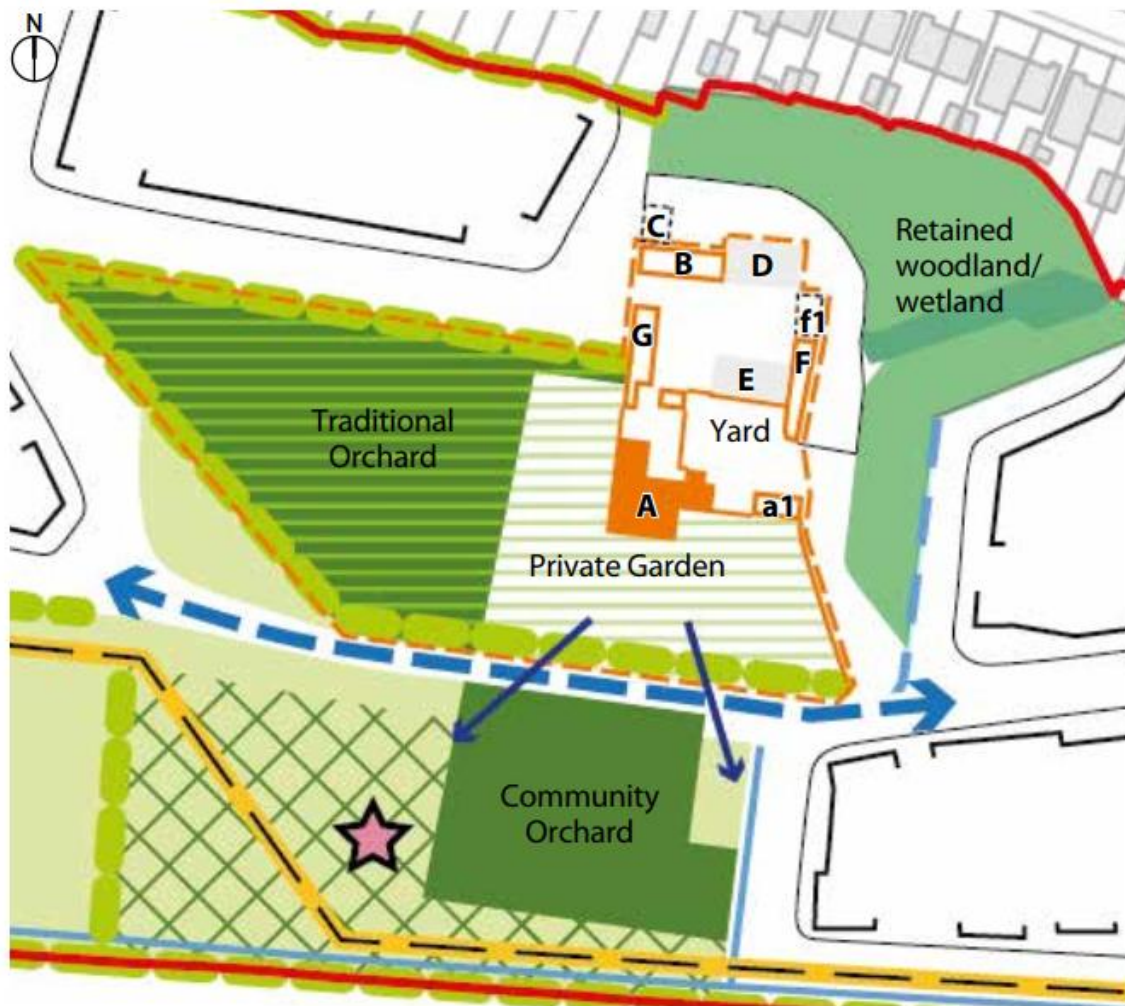 N
C
B
D
Retained
woodland/
wetland
f1
G
F
E
Traditional
Orchard
Yard
A
a1
Private Garden
Community
Orchard